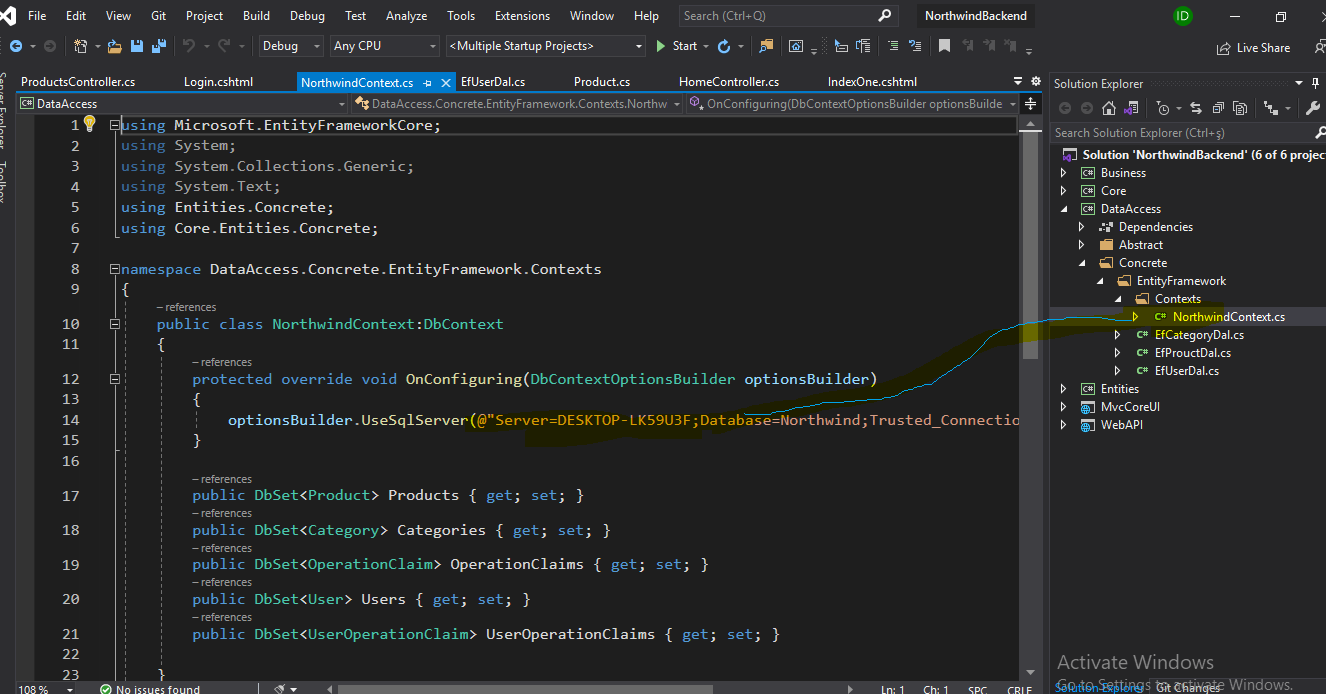 File Edit View Git Project Build Debug Test Analyze Tools Extensions Window Help Search (Ctrl+Q) NorthwindBackend ID
Debug Any CPU <Multiple Startup Projects> Start Live Share
Server Explorer
Toolbox
ProductsController.cs Login.cshtml NorthwindContext.cs EfUserDal.cs Product.cs HomeController.cs IndexOne.cshtml
C# DataAccess DataAccess.Concrete.EntityFramework.Contexts.Northw OnConfiguring(DbContextOptionsBuilder optionsBuilde
1 using Microsoft.EntityFrameworkCore;
2 using System;
3 using System.Collections.Generic;
4 using System.Text;
5 using Entities.Concrete;
6 using Core.Entities.Concrete;
7
8 namespace DataAccess.Concrete.EntityFramework.Contexts
9 {
– references
10 public class NorthwindContext:DbContext
11 {
– references
12 protected override void OnConfiguring(DbContextOptionsBuilder optionsBuilder)
13 {
14 optionsBuilder.UseSqlServer(@"Server=DESKTOP-LK59U3F;Database=Northwind;Trusted_Connectio
15 }
16
– references
17 public DbSet<Product> Products { get; set; }
– references
18 public DbSet<Category> Categories { get; set; }
– references
19 public DbSet<OperationClaim> OperationClaims { get; set; }
– references
20 public DbSet<User> Users { get; set; }
– references
21 public DbSet<UserOperationClaim> UserOperationClaims { get; set; }
22
23 }
108 % No issues found Ln: 1 Ch: 1 SPC CRLF
Solution Explorer
Search Solution Explorer (Ctrl+ş)
Solution 'NorthwindBackend' (6 of 6 projec
C# Business
C# Core
C# DataAccess
Dependencies
Abstract
Concrete
EntityFramework
Contexts
C# NorthwindContext.cs
C# EfCategoryDal.cs
C# EfProuctDal.cs
C# EfUserDal.cs
C# Entities
MvcCoreUI
WebAPI
Activate Windows
Go to Settings to activate Windows.
Solution Explorer Git Changes